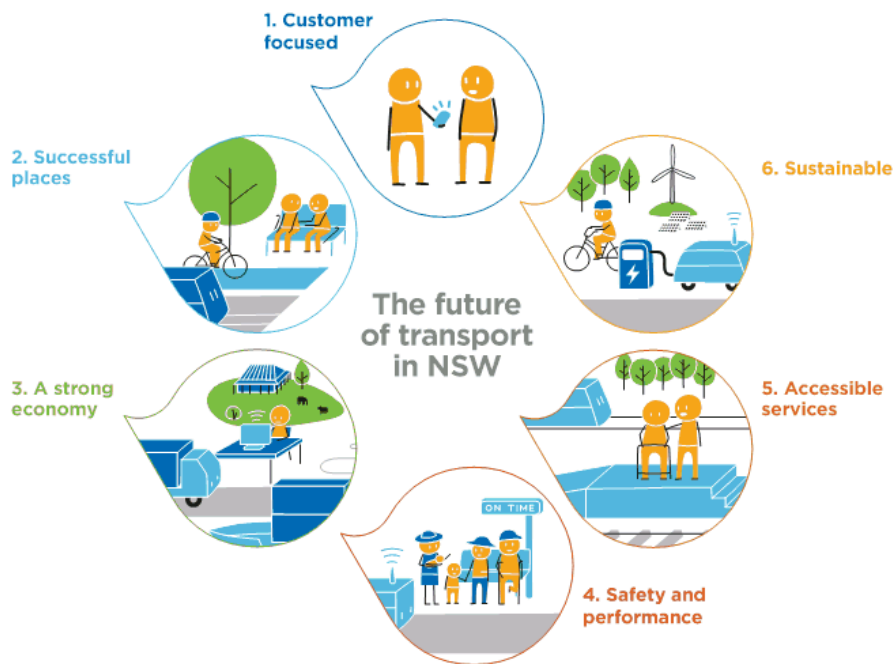 1. Customer
focused
2. Successful
places
6. Sustainable
The future
of transport
in NSW
3. A strong
economy
5. Accessible
services
ON TIME
4. Safety and
performance